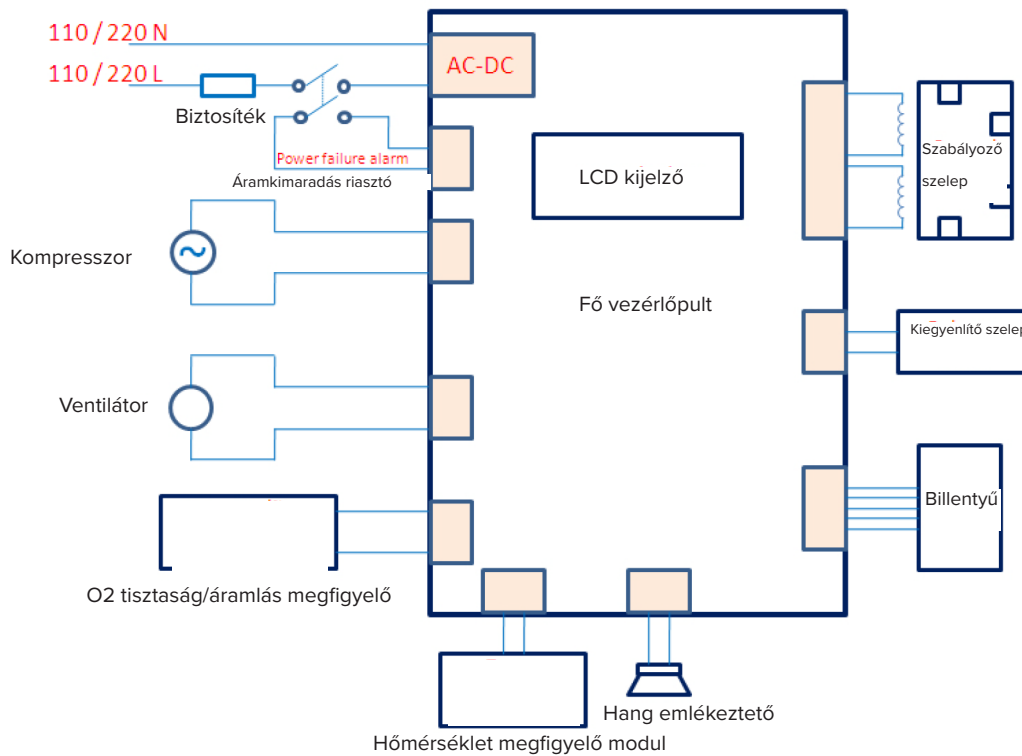 110 / 220 N
110 / 220 L
AC-DC
Biztosíték
Power failure alarm
Áramkimaradás riasztó
LCD kijelző
Szabályozó
szelep
Kompresszor
Fő vezérlőpult
Kiegyenlítő szelep
Ventilátor
Billentyű
O2 tisztaság/áramlás megfigyelő
Hang emlékeztető
Hőmérséklet megfigyelő modul